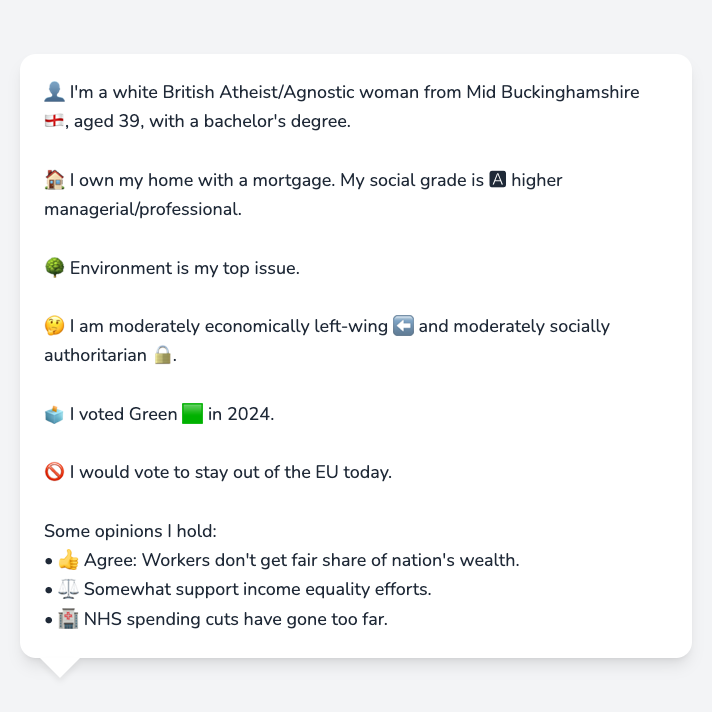 👤 I'm a white British Atheist/Agnostic woman from Mid Buckinghamshire
🏴󠁧󠁢󠁥󠁮󠁧󠁿, aged 39, with a bachelor's degree.
🏠 I own my home with a mortgage. My social grade is 🅰 higher
managerial/professional.
🌳 Environment is my top issue.
🤔 I am moderately economically left-wing ⬅️ and moderately socially
authoritarian 🔒.
🗳️ I voted Green 🟩 in 2024.
🚫 I would vote to stay out of the EU today.
Some opinions I hold:
• 👍 Agree: Workers don't get fair share of nation's wealth.
• ⚖️ Somewhat support income equality efforts.
• 🏥 NHS spending cuts have gone too far.